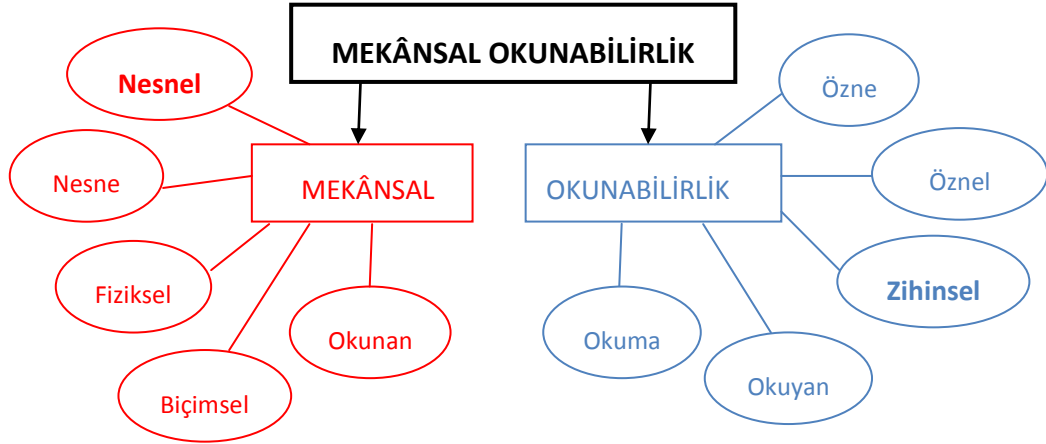 MEKÂNSAL OKUNABİLİRLİK
Nesnel
Nesne
Fiziksel
Biçimsel
Okunan
MEKÂNSAL
OKUNABİLİRLİK
Özne
Öznel
Zihinsel
Okuma
Okuyan